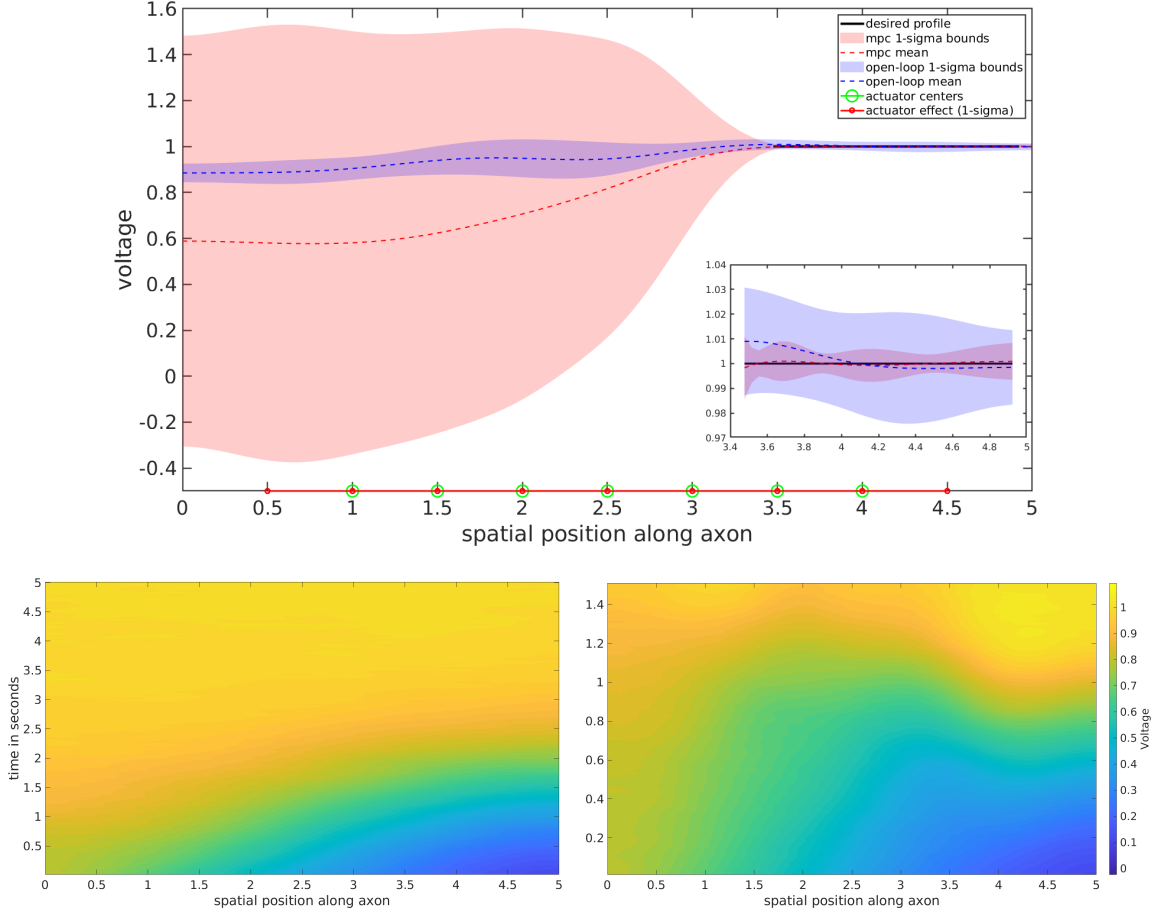 1.6
1.4
1.2
1
0.8
0.6
0.4
0.2
0
-0.2
-0.4
voltage
desired profile
mpc 1-sigma bounds
mpc mean
open-loop 1-sigma bounds
open-loop mean
actuator centers
actuator effect (1-sigma)
1.04
1.03
1.02
1.01
1
0.99
0.98
0.97
3.4 3.6 3.8 4 4.2 4.4 4.6 4.8 5
0 0.5 1 1.5 2 2.5 3 3.5 4 4.5 5
spatial position along axon
5
4.5
4
3.5
3
2.5
2
1.5
1
0.5
time in seconds
0 0.5 1 1.5 2 2.5 3 3.5 4 4.5 5
spatial position along axon
1.4
1.2
1
0.8
0.6
0.4
0.2
0 0.5 1 1.5 2 2.5 3 3.5 4 4.5 5
spatial position along axon
1
0.9
0.8
0.7
0.6
0.5
0.4
0.3
0.2
0.1
0
Voltage